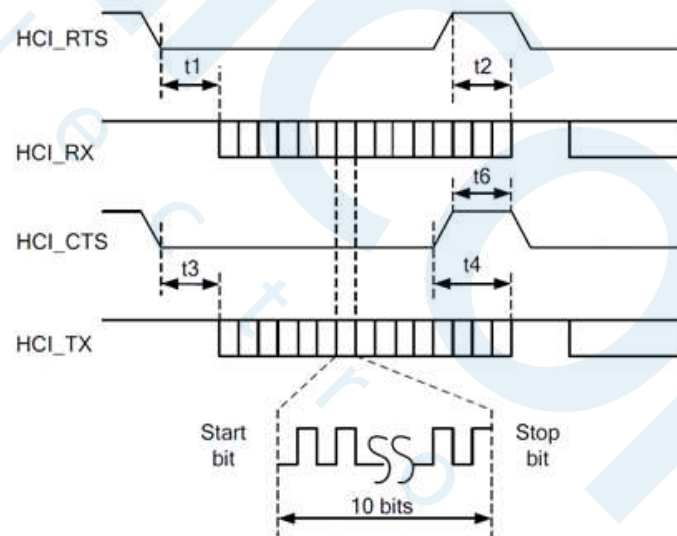 HCI_RTS
t1
t2
HCI_RX
t6
HCI_CTS
t3
t4
HCI_TX
Start
bit
Stop
bit
10 bits